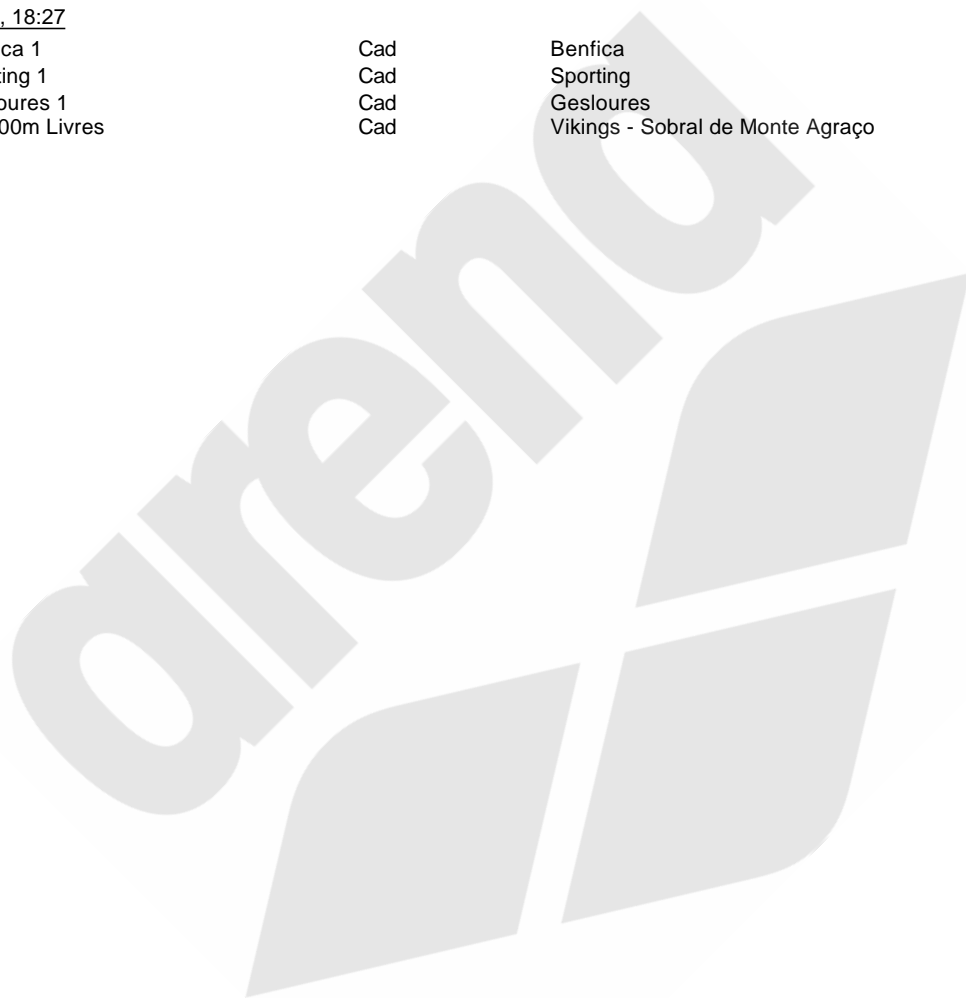 , 18:27
ca 1 Cad Benfica
ting 1 Cad Sporting
oures 1 Cad Gesloures
00m Livres Cad Vikings - Sobral de Monte Agraço
arena